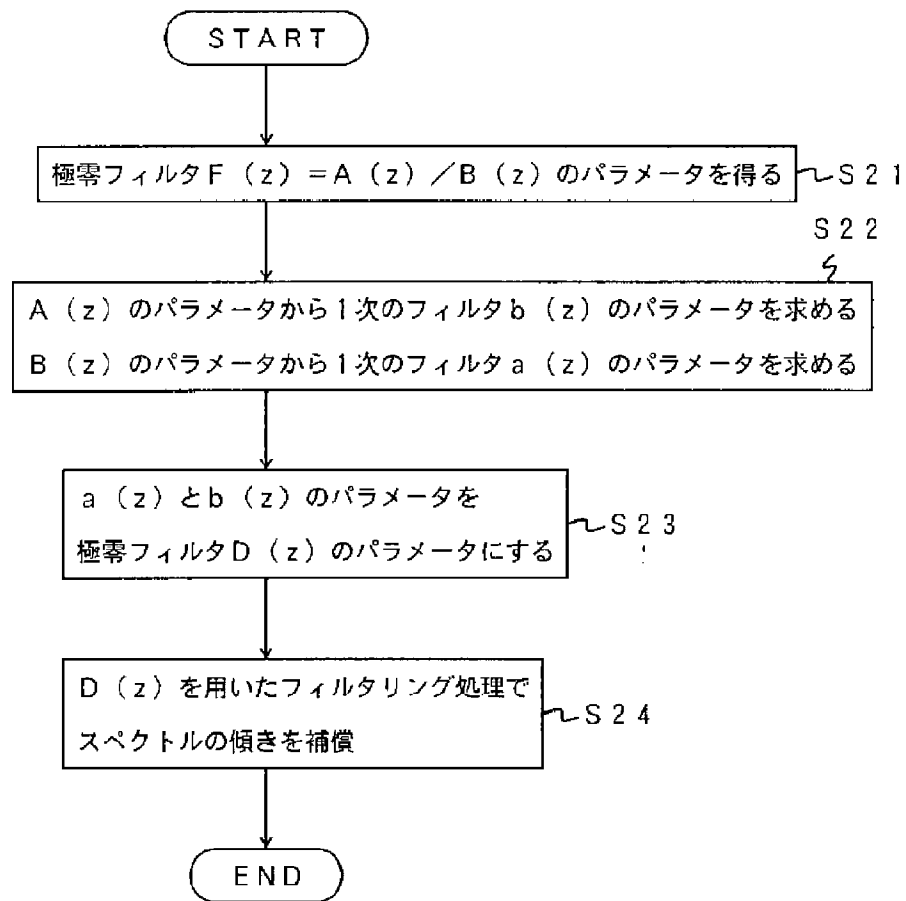 START
極零フィルタF(z)=A(z)/B(z)のパラメータを得る
S21
S22
A(z)のパラメータから1次のフィルタb(z)のパラメータを求める
B(z)のパラメータから1次のフィルタa(z)のパラメータを求める
a(z)とb(z)のパラメータを
極零フィルタD(z)のパラメータにする
S23
D(z)を用いたフィルタリング処理で
スペクトルの傾きを補償
S24
END